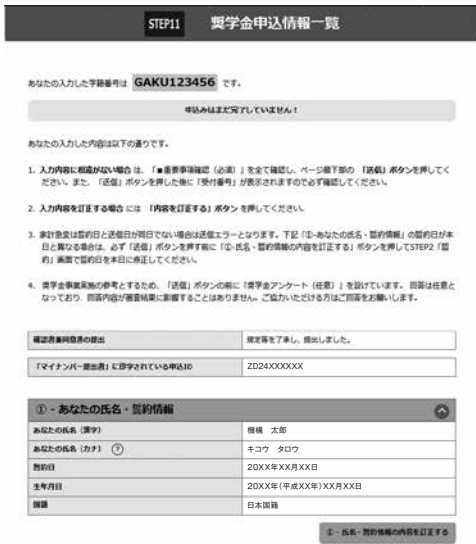 STEP11 奨学金申込情報一覧
あなたの入力した学籍番号は GAKU123456 です。
申込みはまだ完了していません！
あなたの入力した内容は以下の通りです。
1. 入力内容に相違がない場合 は、「■重要事項確認（必須）」を全て確認し、ページ最下部の 「送信」ボタンを押してく
ださい。また、「送信」ボタンを押した後に「受付番号」が表示されますので必ず確認してください。
2. 入力内容を訂正する場合 には 「内容を訂正する」ボタン を押してください。
3. 家計急変は誓約日と送信日が同日でない場合は送信エラーとなります。下記「①-あなたの氏名・誓約情報」の誓約日が本
日と異なる場合は、必ず「送信」ボタンを押す前に「①-氏名・誓約情報の内容を訂正する」ボタンを押してSTEP2「誓
約」画面で誓約日を本日に修正してください。
4. 奨学金事業実施の参考とするため、「送信」ボタンの前に「奨学金アンケート（任意）」を設けています。 回答は任意と
なっており、回答内容が審査結果に影響することはありません。ご協力いただける方はご回答をお願いします。
確認書兼同意書の提出 規定等を了承し、提出しました。
「マイナンバー提出書」に印字されている申込ID ZD24XXXXXX
① - あなたの氏名・誓約情報
あなたの氏名（漢字） 機構 太郎
あなたの氏名（カナ） ? キコウ タロウ
誓約日 20XX年XX月XX日
生年月日 20XX年(平成XX年)XX月XX日
国籍 日本国籍
① - 氏名・誓約情報の内容を訂正する